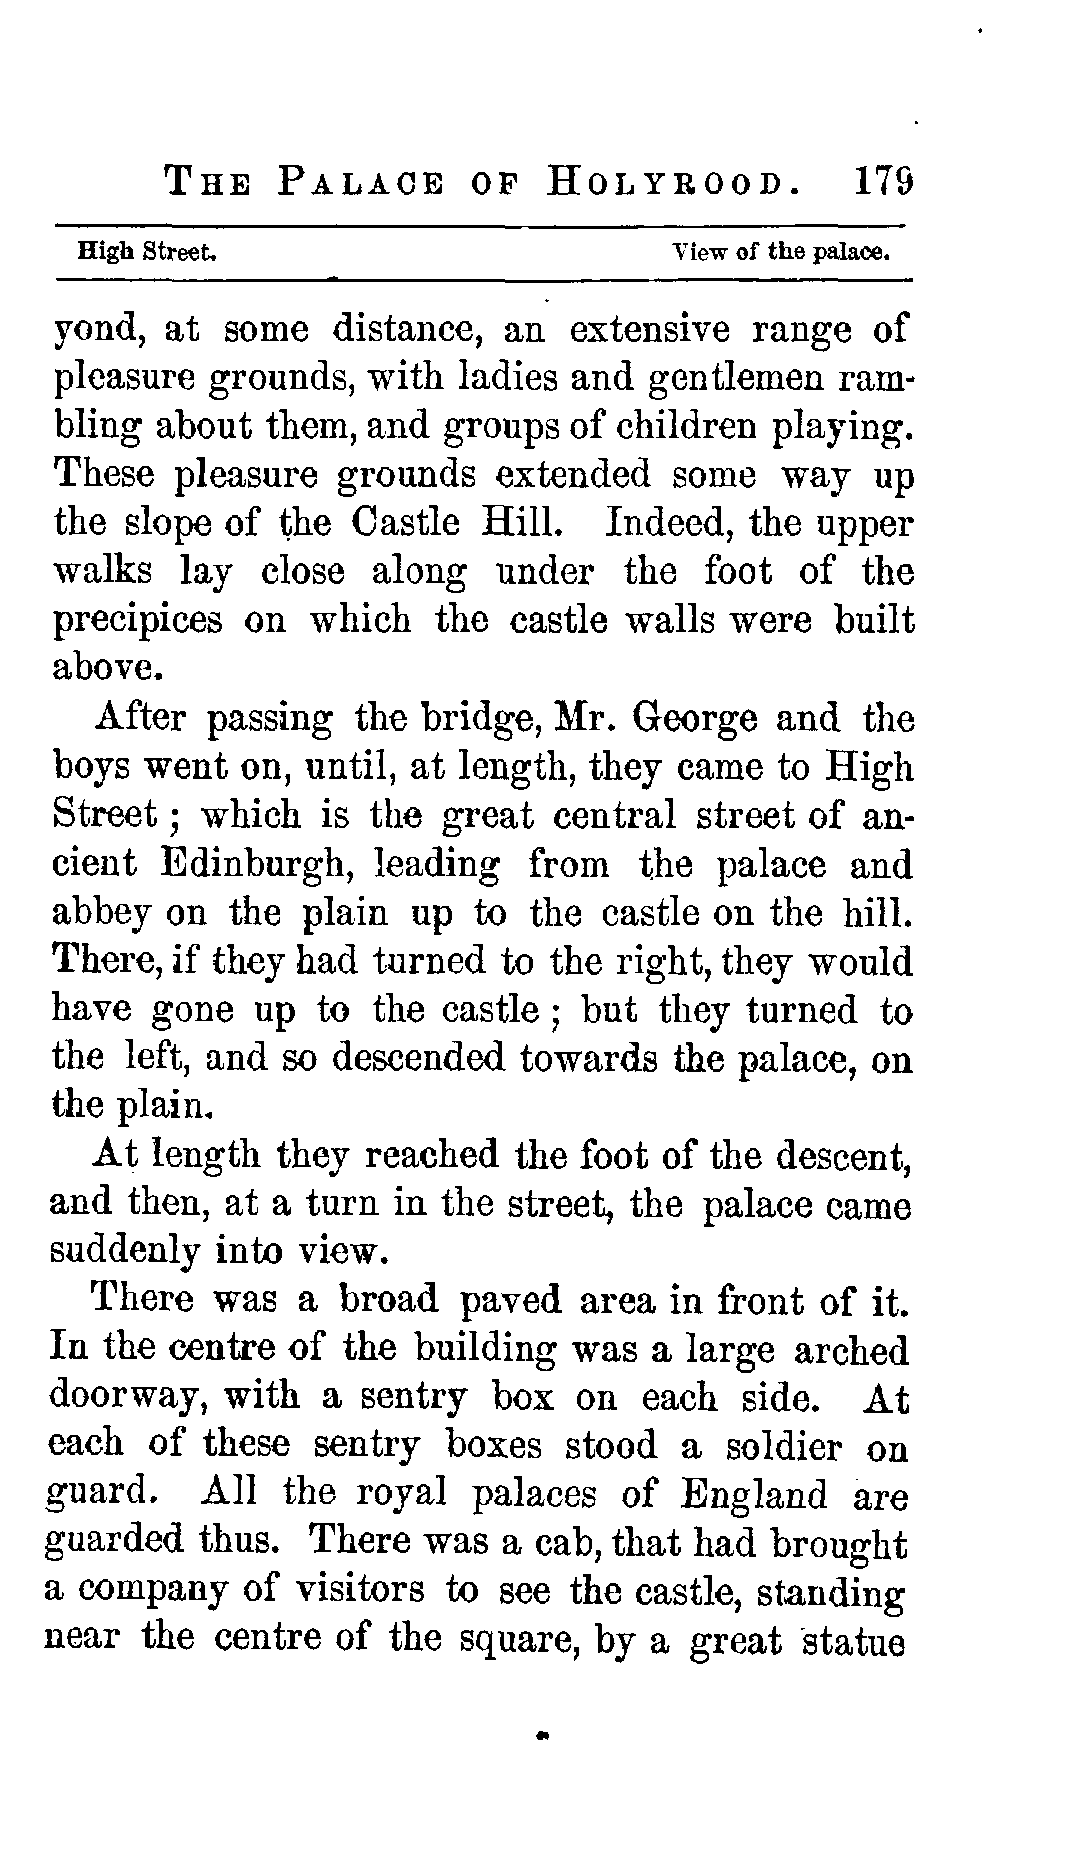 THE PALACE OF HOLYROOD. 179
High Street. View of the palace.
yond, at some distance, an extensive range of
pleasure grounds, with ladies and gentlemen ram-
bling about them, and groups of children playing.
These pleasure grounds extended some way up
the slope of the Castle Hill. Indeed, the upper
walks lay close along under the foot of the
precipices on which the castle walls were built
above.
After passing the bridge, Mr. George and the
boys went on, until, at length, they came to High
Street ; which is the great central street of an-
cient Edinburgh, leading from the palace and
abbey on the plain up to the castle on the hill.
There, if they had turned to the right, they would
have gone up to the castle ; but they turned to
the left, and so descended towards the palace, on
the plain.
At length they reached the foot of the descent,
and then, at a turn in the street, the palace came
suddenly into view.
There was a broad paved area in front of it.
In the centre of the building was a large arched
doorway, with a sentry box on each side. At
each of these sentry boxes stood a soldier on
guard. All the royal palaces of England are
guarded thus. There was a cab, that had brought
a company of visitors to see the castle, standing
near the centre of the square, by a great statue